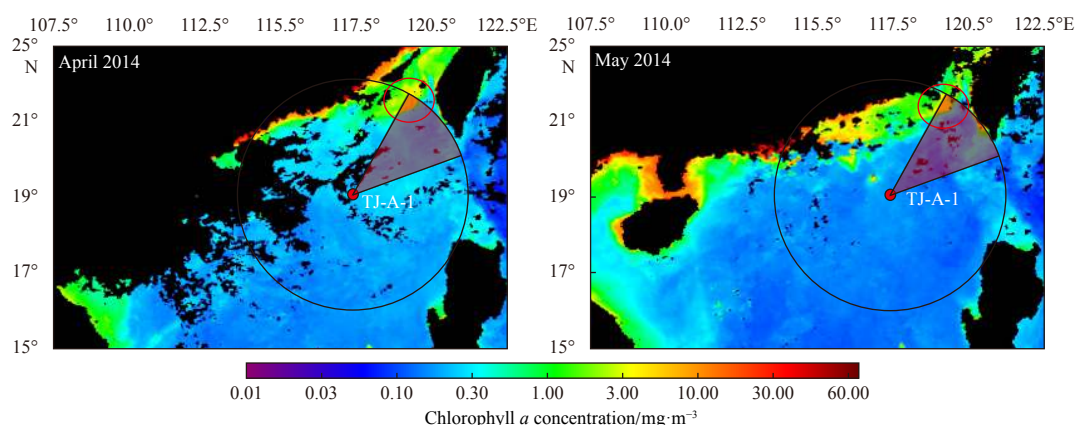 107.5° 110.0° 112.5° 115.0° 117.5° 120.5° 122.5°E 107.5° 110.0° 112.5° 115.0° 117.5° 120.5° 122.5°E
25° 25°
N April 2014 N May 2014
21° 21°
19° TJ-A-1 19° TJ-A-1
17° 17°
15° 15°
0.01 0.03 0.10 0.30 1.00 3.00 10.00 30.00 60.00
Chlorophyll a concentration/mg·m⁻³